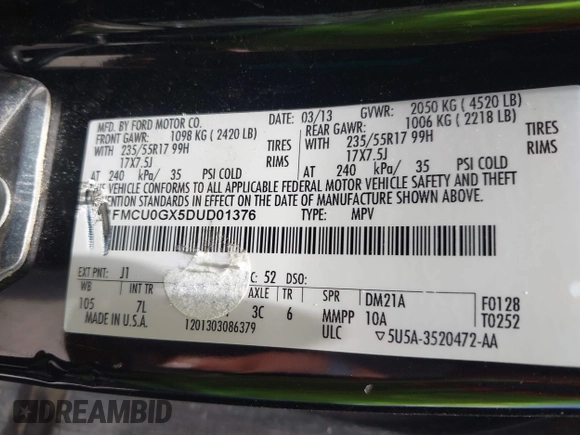 MFD. BY FORD MOTOR CO.
DATE: 03/13 GVWR: 2050 KG ( 4520 LB)
FRONT GAWR: 1098 KG ( 2420 LB)
REAR GAWR: 1006 KG ( 2218 LB)
WITH 235/55R17 99H TIRES
17X7.5J RIMS
WITH 235/55R17 99H TIRES
17X7.5J RIMS
AT 240 kPa/ 35 PSI COLD
AT 240 kPa/ 35 PSI COLD
VEHICLE CONFORMS TO ALL APPLICABLE FEDERAL MOTOR VEHICLE SAFETY AND THEFT
PREVENTION STANDARDS IN EFFECT ON THE DATE OF MANUFACTURE SHOWN ABOVE.
FMCU0GX5DUD01376 TYPE: MPV
EXT PNT: J1 C: 52 DSO:
WB INT TR AXLE TR SPR DM21A F0128
105 7L 3C 6 MMPP 10A T0252
MADE IN U.S.A. 1201303086379 ULC 5U5A-3520472-AA
DREAMBID